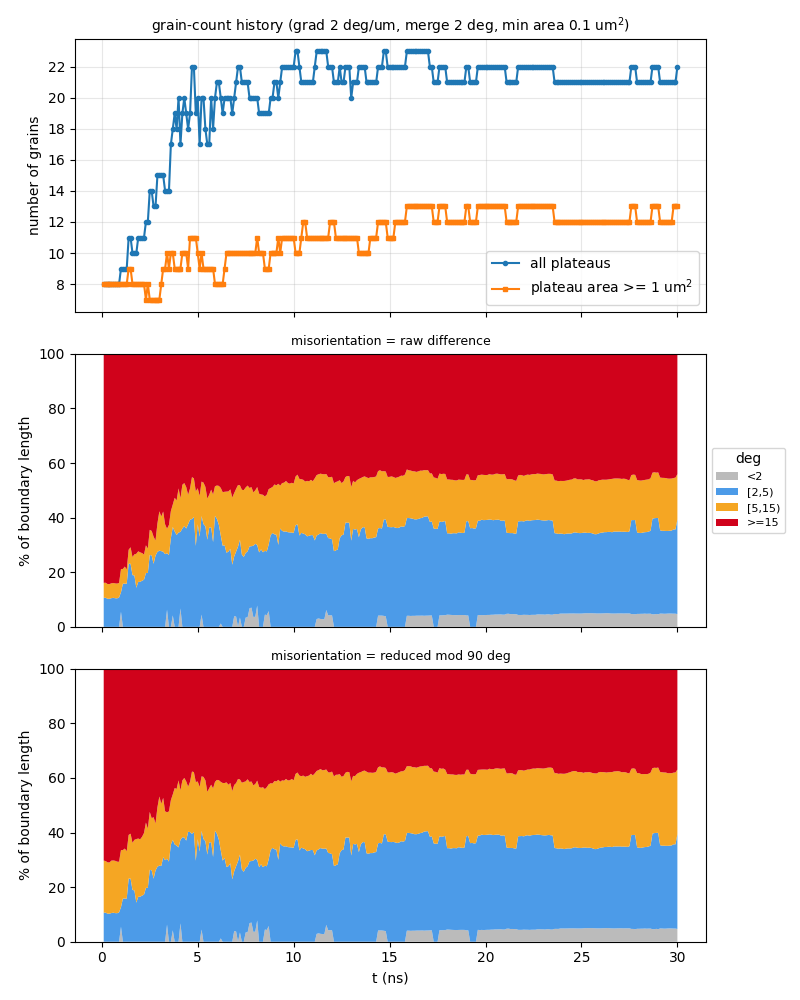 grain-count history (grad 2 deg/um, merge 2 deg, min area 0.1 um²)
number of grains
22
20
18
16
14
12
10
8
all plateaus
plateau area >= 1 um²
misorientation = raw difference
% of boundary length
100
80
60
40
20
0
deg
<2
[2,5)
[5,15)
>=15
misorientation = reduced mod 90 deg
% of boundary length
100
80
60
40
20
0
0 5 10 15 20 25 30
t (ns)